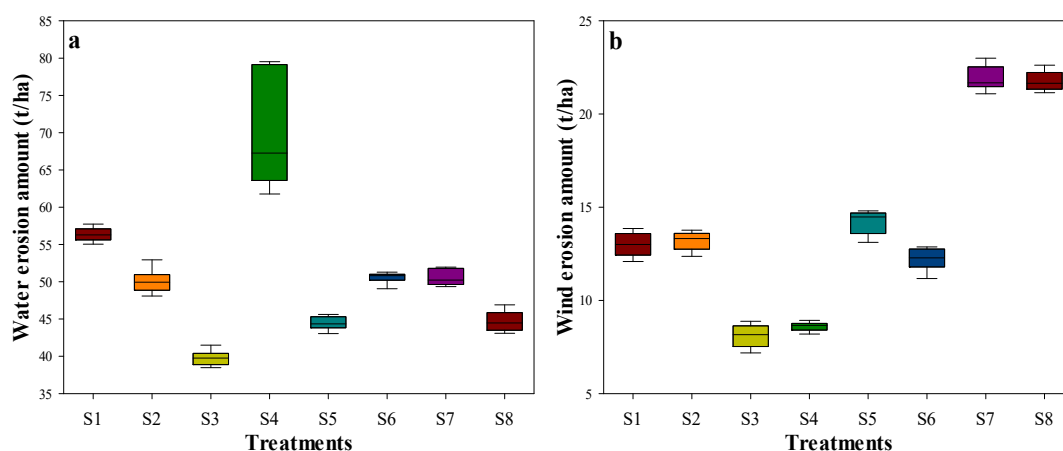 a
Water erosion amount (t/ha)
85
80
75
70
65
60
55
50
45
40
35
S1 S2 S3 S4 S5 S6 S7 S8
Treatments
b
Wind erosion amount (t/ha)
25
20
15
10
5
S1 S2 S3 S4 S5 S6 S7 S8
Treatments